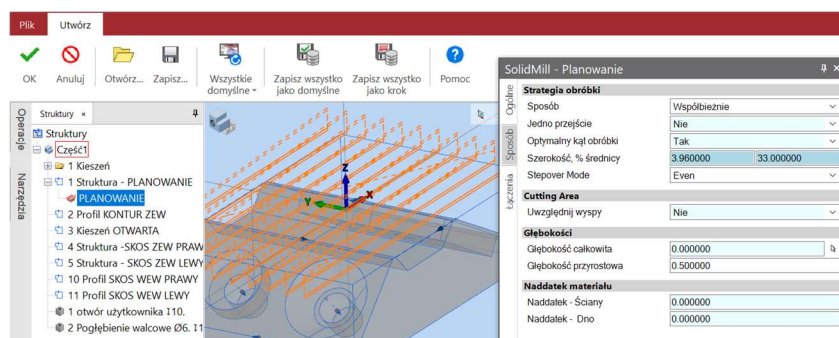 Plik
Utwórz
OK
Anuluj
Otwórz...
Zapisz...
Wszystkie domyślne
Zapisz wszystko jako domyślne
Zapisz wszystko jako krok
Pomoc
Operacje
Narzędzia
Struktury ×
Struktury
Część1
1 Kieszeń
1 Struktura - PLANOWANIE
PLANOWANIE
2 Profil KONTUR ZEW
3 Kieszeń OTWARTA
4 Struktura -SKOS ZEW PRAW
5 Struktura - SKOS ZEW LEWY
10 Profil SKOS WEW PRAWY
11 Profil SKOS WEW LEWY
1 otwór użytkownika ↧10.
2 Pogłębienie walcowe Ø6. ↧1
Z
Y
X
SolidMill - Planowanie
Ogólne
Sposób
Łączenia
Strategia obróbki
Sposób Współbieżnie
Jedno przejście Nie
Optymalny kąt obróbki Tak
Szerokość, % średnicy 3.960000 33.000000
Stepover Mode Even
Cutting Area
Uwzględnij wyspy Nie
Głębokości
Głębokość całkowita 0.000000
Głębokość przyrostowa 0.500000
Naddatek materiału
Naddatek - Ściany 0.000000
Naddatek - Dno 0.000000